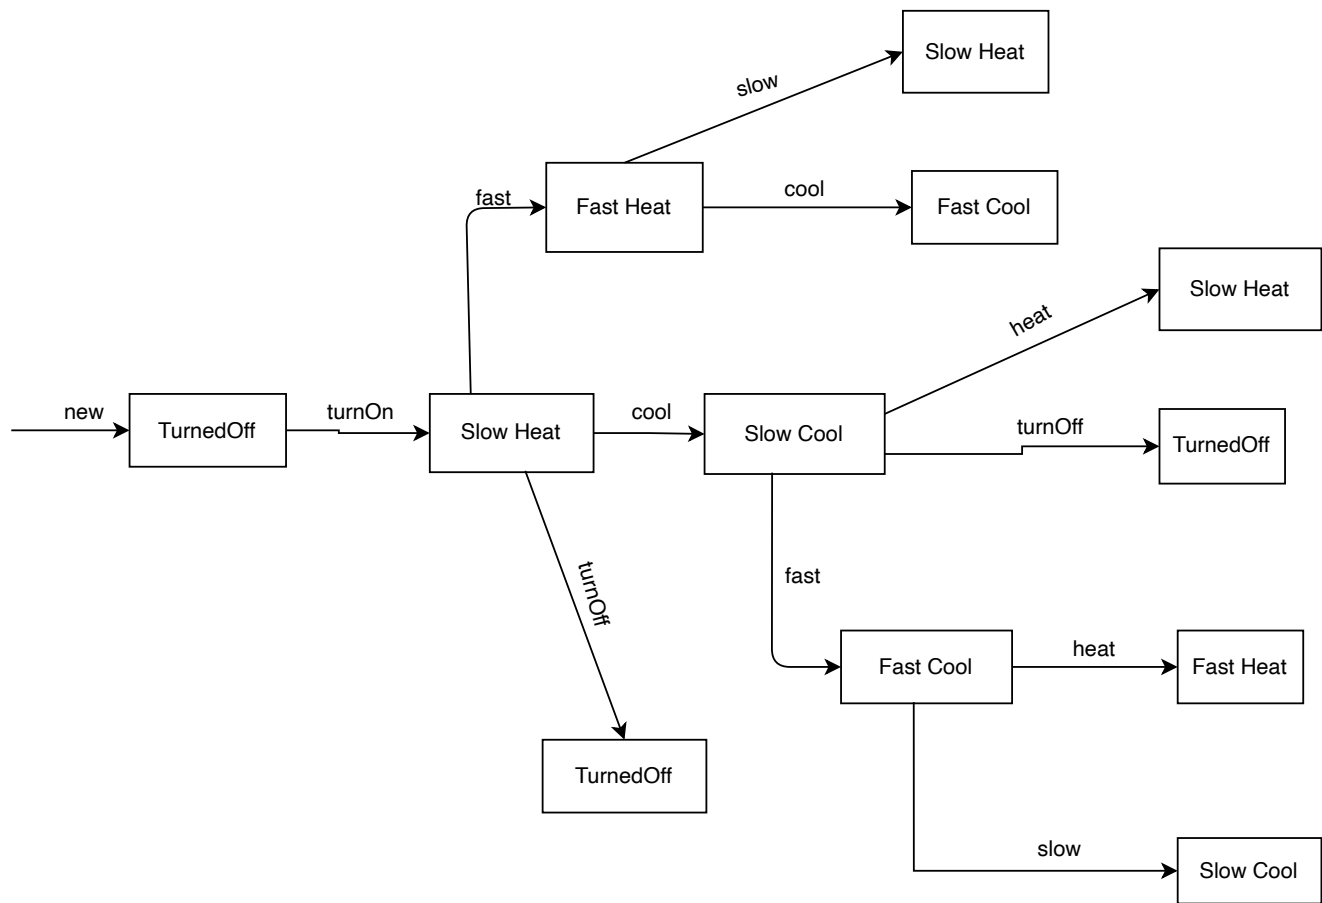 Slow Heat
slow
fast
Fast Heat
cool
Fast Cool
heat
Slow Heat
new
TurnedOff
turnOn
Slow Heat
cool
Slow Cool
turnOff
TurnedOff
turnOff
fast
Fast Cool
heat
Fast Heat
TurnedOff
slow
Slow Cool